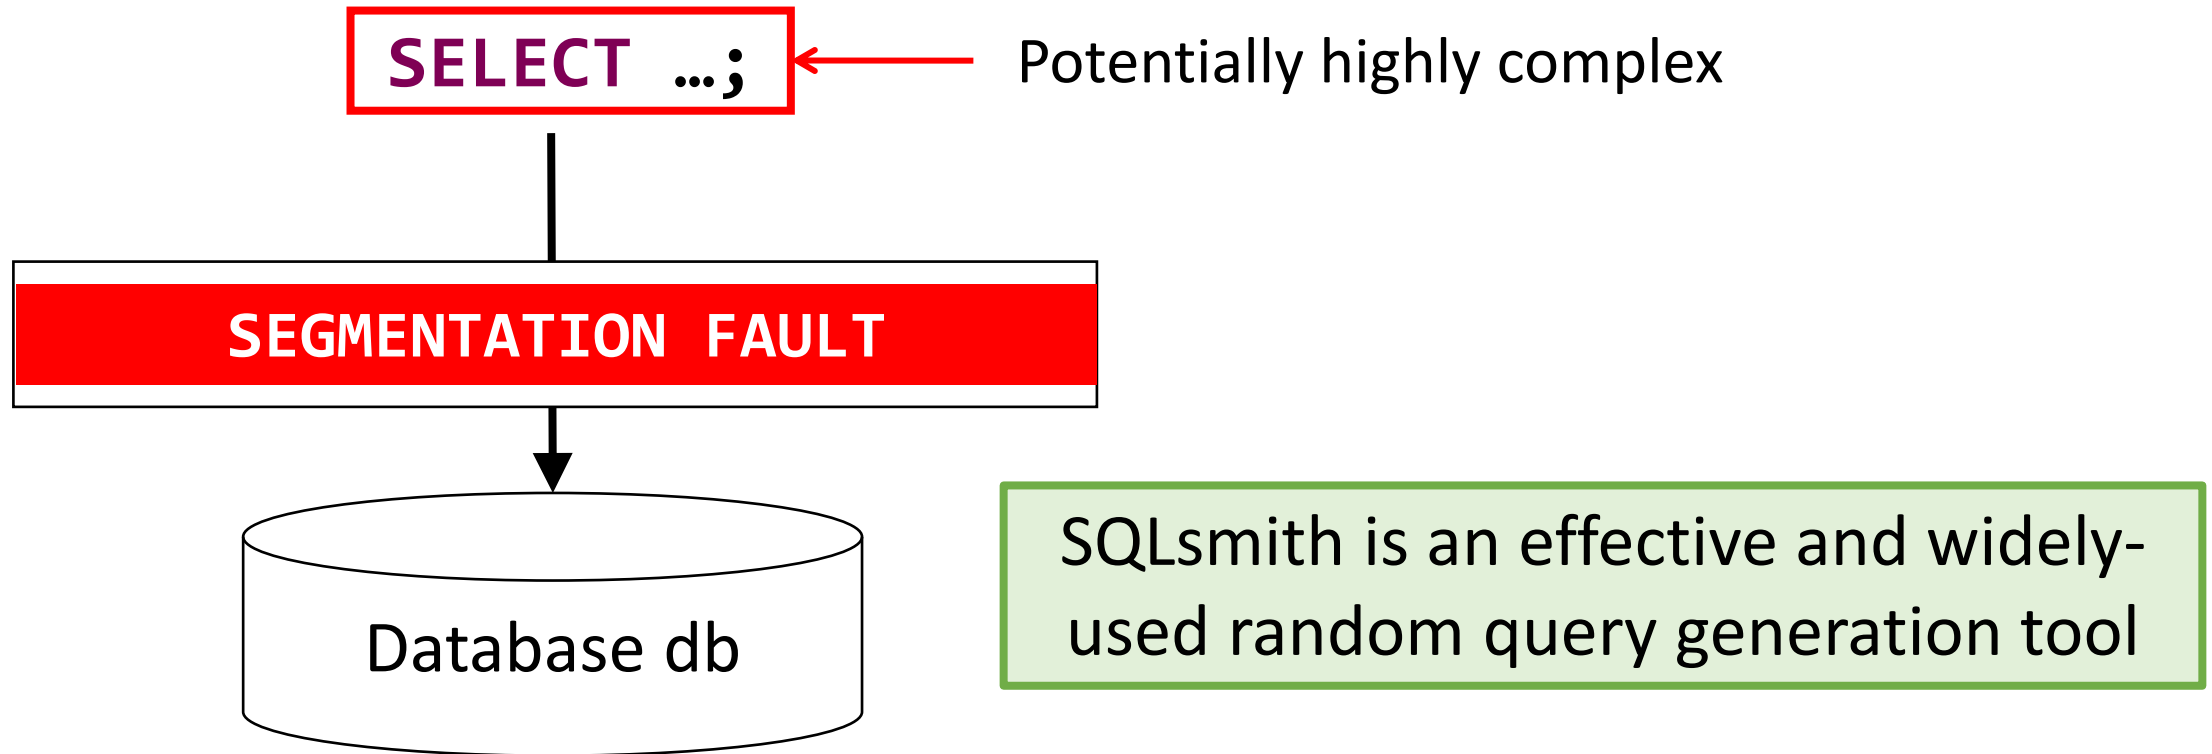 SELECT …;
Potentially highly complex
SEGMENTATION FAULT
Database db
SQLsmith is an effective and widely-
used random query generation tool